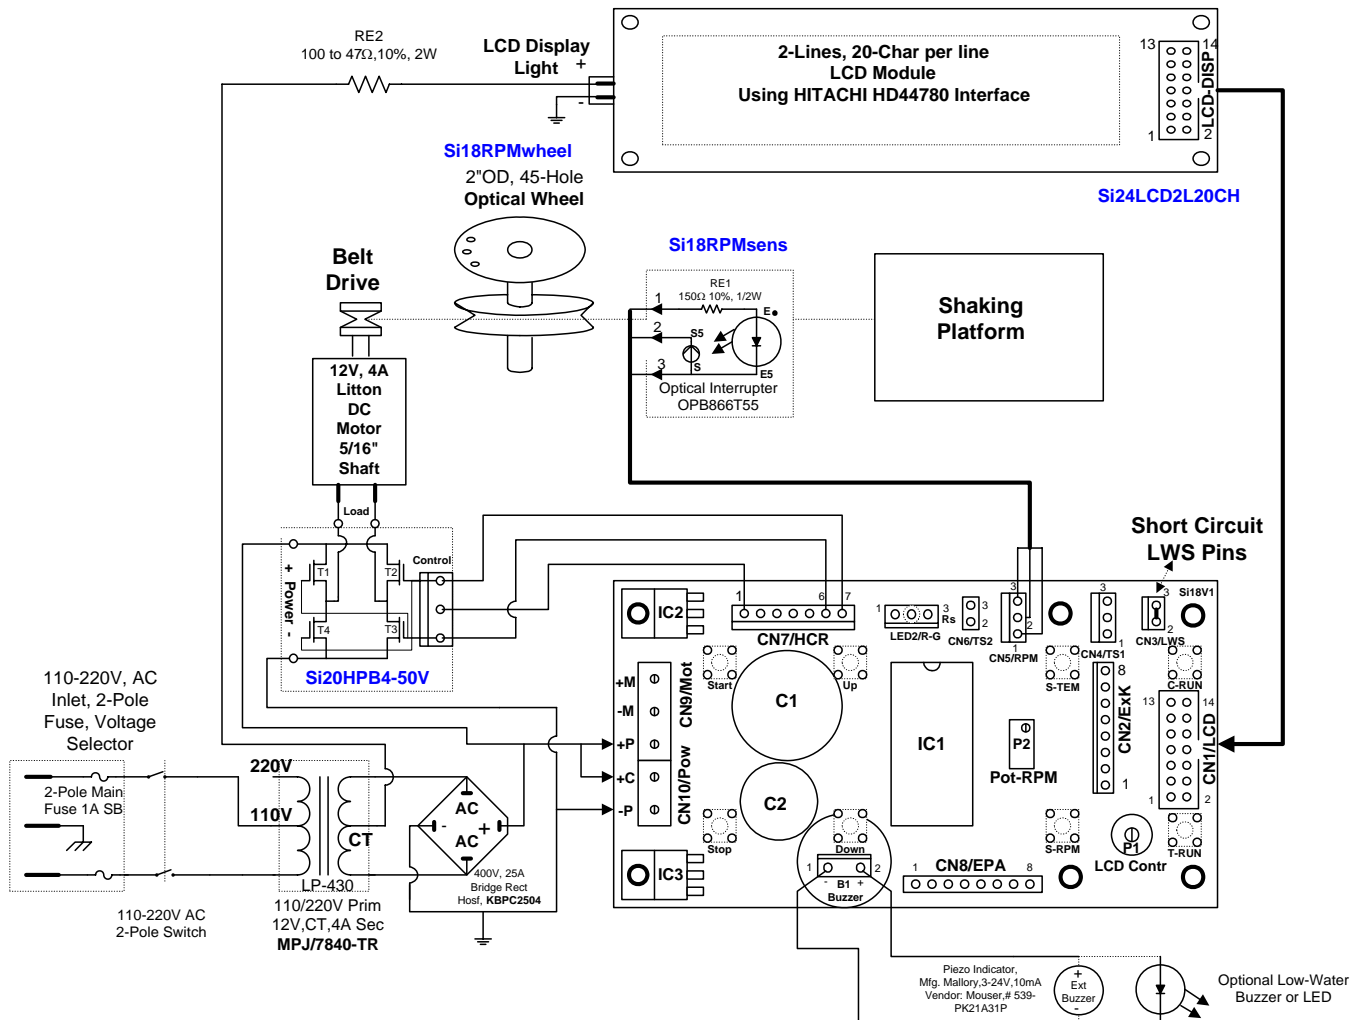 RE2
100 to 47Ω,10%, 2W
LCD Display
Light
+
-
2-Lines, 20-Char per line
LCD Module
Using HITACHI HD44780 Interface
13
14
LCD-DISP
1
2
Si24LCD2L20CH
Si18RPMwheel
2"OD, 45-Hole
Optical Wheel
Si18RPMsens
RE1
150Ω 10%, 1/2W
1
2
3
E
S5
S
E5
Optical Interrupter
OPB866T55
Shaking
Platform
Belt
Drive
12V, 4A
Litton
DC
Motor
5/16"
Shaft
Load
Control
+ Power -
T1
T2
T4
T3
Si20HPB4-50V
Short Circuit
LWS Pins
Si18V1
IC2
1
6
7
CN7/HCR
1
3
Rs
LED2/R-G
3
2
CN6/TS2
3
2
1
CN5/RPM
3
1
CN4/TS1
3
2
CN3/LWS
+M
-M
+P
+C
-P
CN9/Mot
CN10/Pow
Start
Up
S-TEM
C-RUN
C1
C2
IC1
P2
Pot-RPM
8
CN2/ExK
1
13
14
CN1/LCD
1
2
Stop
Down
S-RPM
T-RUN
P1
LCD Contr
IC3
1
2
-
B1
+
Buzzer
CN8/EPA
1
8
110-220V, AC
Inlet, 2-Pole
Fuse, Voltage
Selector
2-Pole Main
Fuse 1A SB
110-220V AC
2-Pole Switch
220V
110V
CT
LP-430
110/220V Prim
12V,CT,4A Sec
MPJ/7840-TR
AC
-
+
AC
400V, 25A
Bridge Rect
Hosf, KBPC2504
Piezo Indicator,
Mfg. Mallory,3-24V,10mA
Vendor: Mouser,# 539-
PK21A31P
+
Ext
Buzzer
-
Optional Low-Water
Buzzer or LED